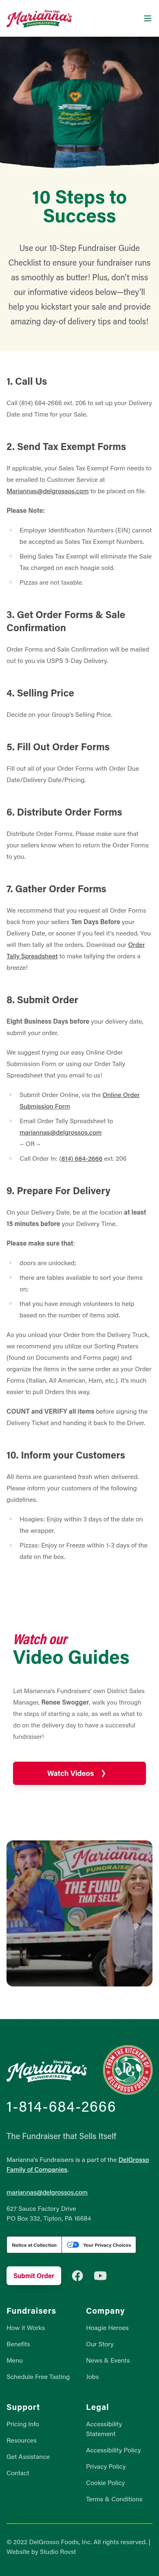 SINCE 1961
Marianna's
FUNDRAISERS
10 Steps to
Success
Use our 10-Step Fundraiser Guide
Checklist to ensure your fundraiser runs
as smoothly as butter! Plus, don't miss
our informative videos below—they'll
help you kickstart your sale and provide
amazing day-of delivery tips and tools!
1. Call Us
Call (814) 684-2666 ext. 206 to set up your Delivery
Date and Time for your Sale.
2. Send Tax Exempt Forms
If applicable, your Sales Tax Exempt Form needs to
be emailed to Customer Service at
Mariannas@delgrossos.com to be placed on file.
Please Note:
Employer Identification Numbers (EIN) cannot
be accepted as Sales Tax Exempt Numbers.
Being Sales Tax Exempt will eliminate the Sale
Tax charged on each hoagie sold.
Pizzas are not taxable.
3. Get Order Forms & Sale
Confirmation
Order Forms and Sale Confirmation will be mailed
out to you via USPS 3-Day Delivery.
4. Selling Price
Decide on your Group's Selling Price.
5. Fill Out Order Forms
Fill out all of your Order Forms with Order Due
Date/Delivery Date/Pricing.
6. Distribute Order Forms
Distribute Order Forms. Please make sure that
your sellers know when to return the Order Forms
to you.
7. Gather Order Forms
We recommend that you request all Order Forms
back from your sellers Ten Days Before your
Delivery Date, or sooner if you feel it's needed. You
will then tally all the orders. Download our Order
Tally Spreadsheet to make tallying the orders a
breeze!
8. Submit Order
Eight Business Days before your delivery date,
submit your order.
We suggest trying our easy Online Order
Submission Form or using our Order Tally
Spreadsheet that you email to us!
Submit Order Online, via the Online Order
Submission Form
Email Order Tally Spreadsheet to
mariannas@delgrossos.com
– OR –
Call Order In: (814) 684-2666 ext. 206
9. Prepare For Delivery
On your Delivery Date, be at the location at least
15 minutes before your Delivery Time.
Please make sure that:
doors are unlocked;
there are tables available to sort your items
on;
that you have enough volunteers to help
based on the number of items sold.
As you unload your Order from the Delivery Truck,
we recommend you utilize our Sorting Posters
(found on Documents and Forms page) and
organize the items in the same order as your Order
Forms (Italian, All American, Ham, etc.). It's much
easier to pull Orders this way.
COUNT and VERIFY all items before signing the
Delivery Ticket and handing it back to the Driver.
10. Inform your Customers
All items are guaranteed fresh when delivered.
Please inform your customers of the following
guidelines.
Hoagies: Enjoy within 3 days of the date on
the wrapper.
Pizzas: Enjoy or Freeze within 1-3 days of the
date on the box.
Watch our
Video Guides
Let Marianna's Fundraisers' own District Sales
Manager, Renee Swogger, walk you through
the steps of starting a sale, as well as what to
do on the delivery day to have a successful
fundraiser!
Watch Videos
THE FUN
THAT SELL
SINCE 1961
Marianna's
FUNDRAISERS
FROM THE KITCHEN OF
DELGROSSO FOODS
1-814-684-2666
The Fundraiser that Sells Itself
Marianna's Fundraisers is a part of the DelGrosso
Family of Companies.
mariannas@delgrossos.com
627 Sauce Factory Drive
PO Box 332, Tipton, PA 16684
Notice at Collection
Your Privacy Choices
Submit Order
Fundraisers
How it Works
Benefits
Menu
Schedule Free Tasting
Company
Hoagie Heroes
Our Story
News & Events
Jobs
Support
Pricing Info
Resources
Get Assistance
Contact
Legal
Accessibility
Statement
Accessibility Policy
Privacy Policy
Cookie Policy
Terms & Conditions
© 2022 DelGrosso Foods, Inc. All rights reserved. |
Website by Studio Rovst